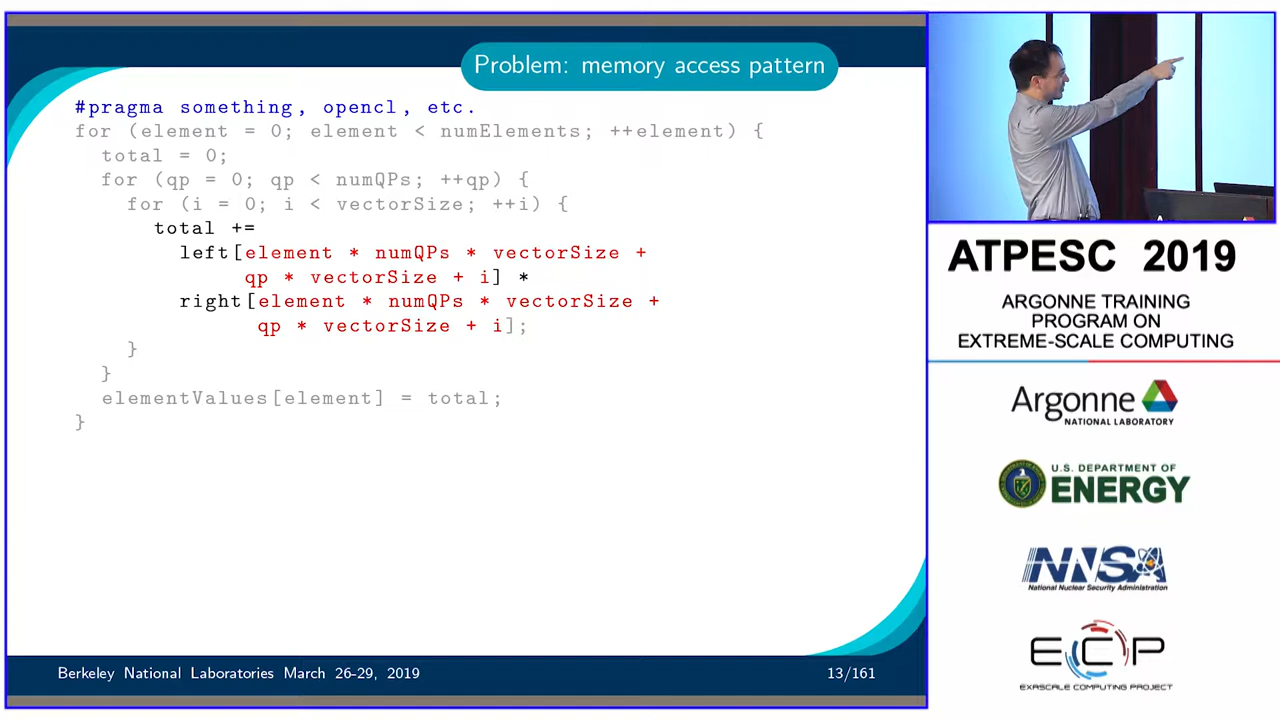 Problem: memory access pattern
#pragma something, opencl, etc.
for (element = 0; element < numElements; ++element) {
total = 0;
for (qp = 0; qp < numQPs; ++qp) {
for (i = 0; i < vectorSize; ++i) {
total +=
left[element * numQPs * vectorSize +
qp * vectorSize + i] *
right[element * numQPs * vectorSize +
qp * vectorSize + i];
}
}
elementValues[element] = total;
}
Berkeley National Laboratories March 26-29, 2019
13/161
ATPESC 2019
ARGONNE TRAINING
PROGRAM ON
EXTREME-SCALE COMPUTING
Argonne
NATIONAL LABORATORY
U.S. DEPARTMENT OF
ENERGY
NNSA
National Nuclear Security Administration
ECP
EXASCALE COMPUTING PROJECT